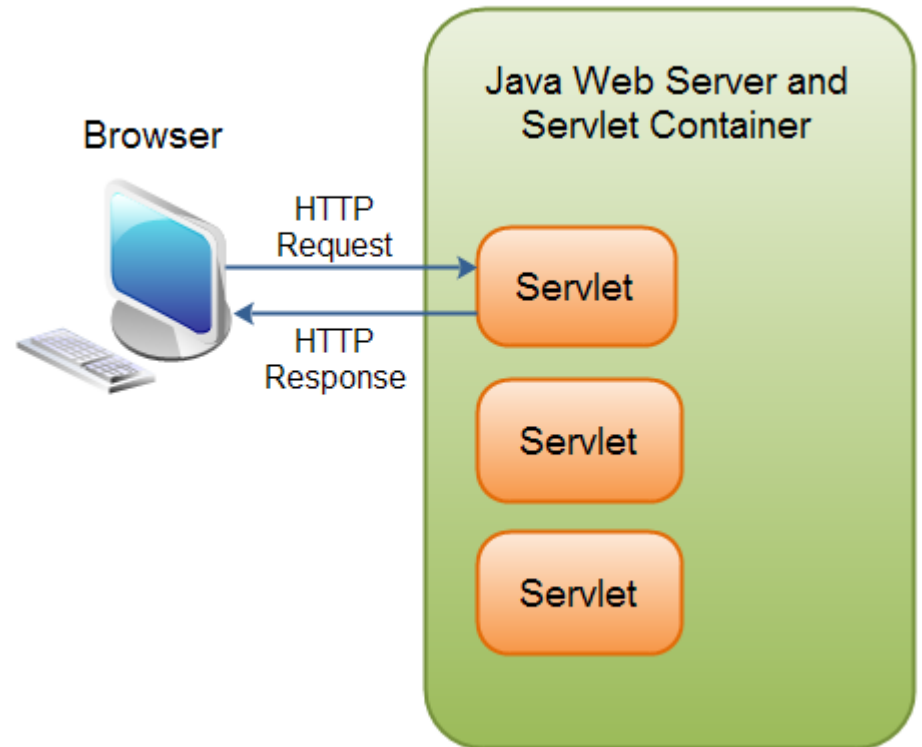 Java Web Server and
Servlet Container
Browser
HTTP
Request
Servlet
HTTP
Response
Servlet
Servlet